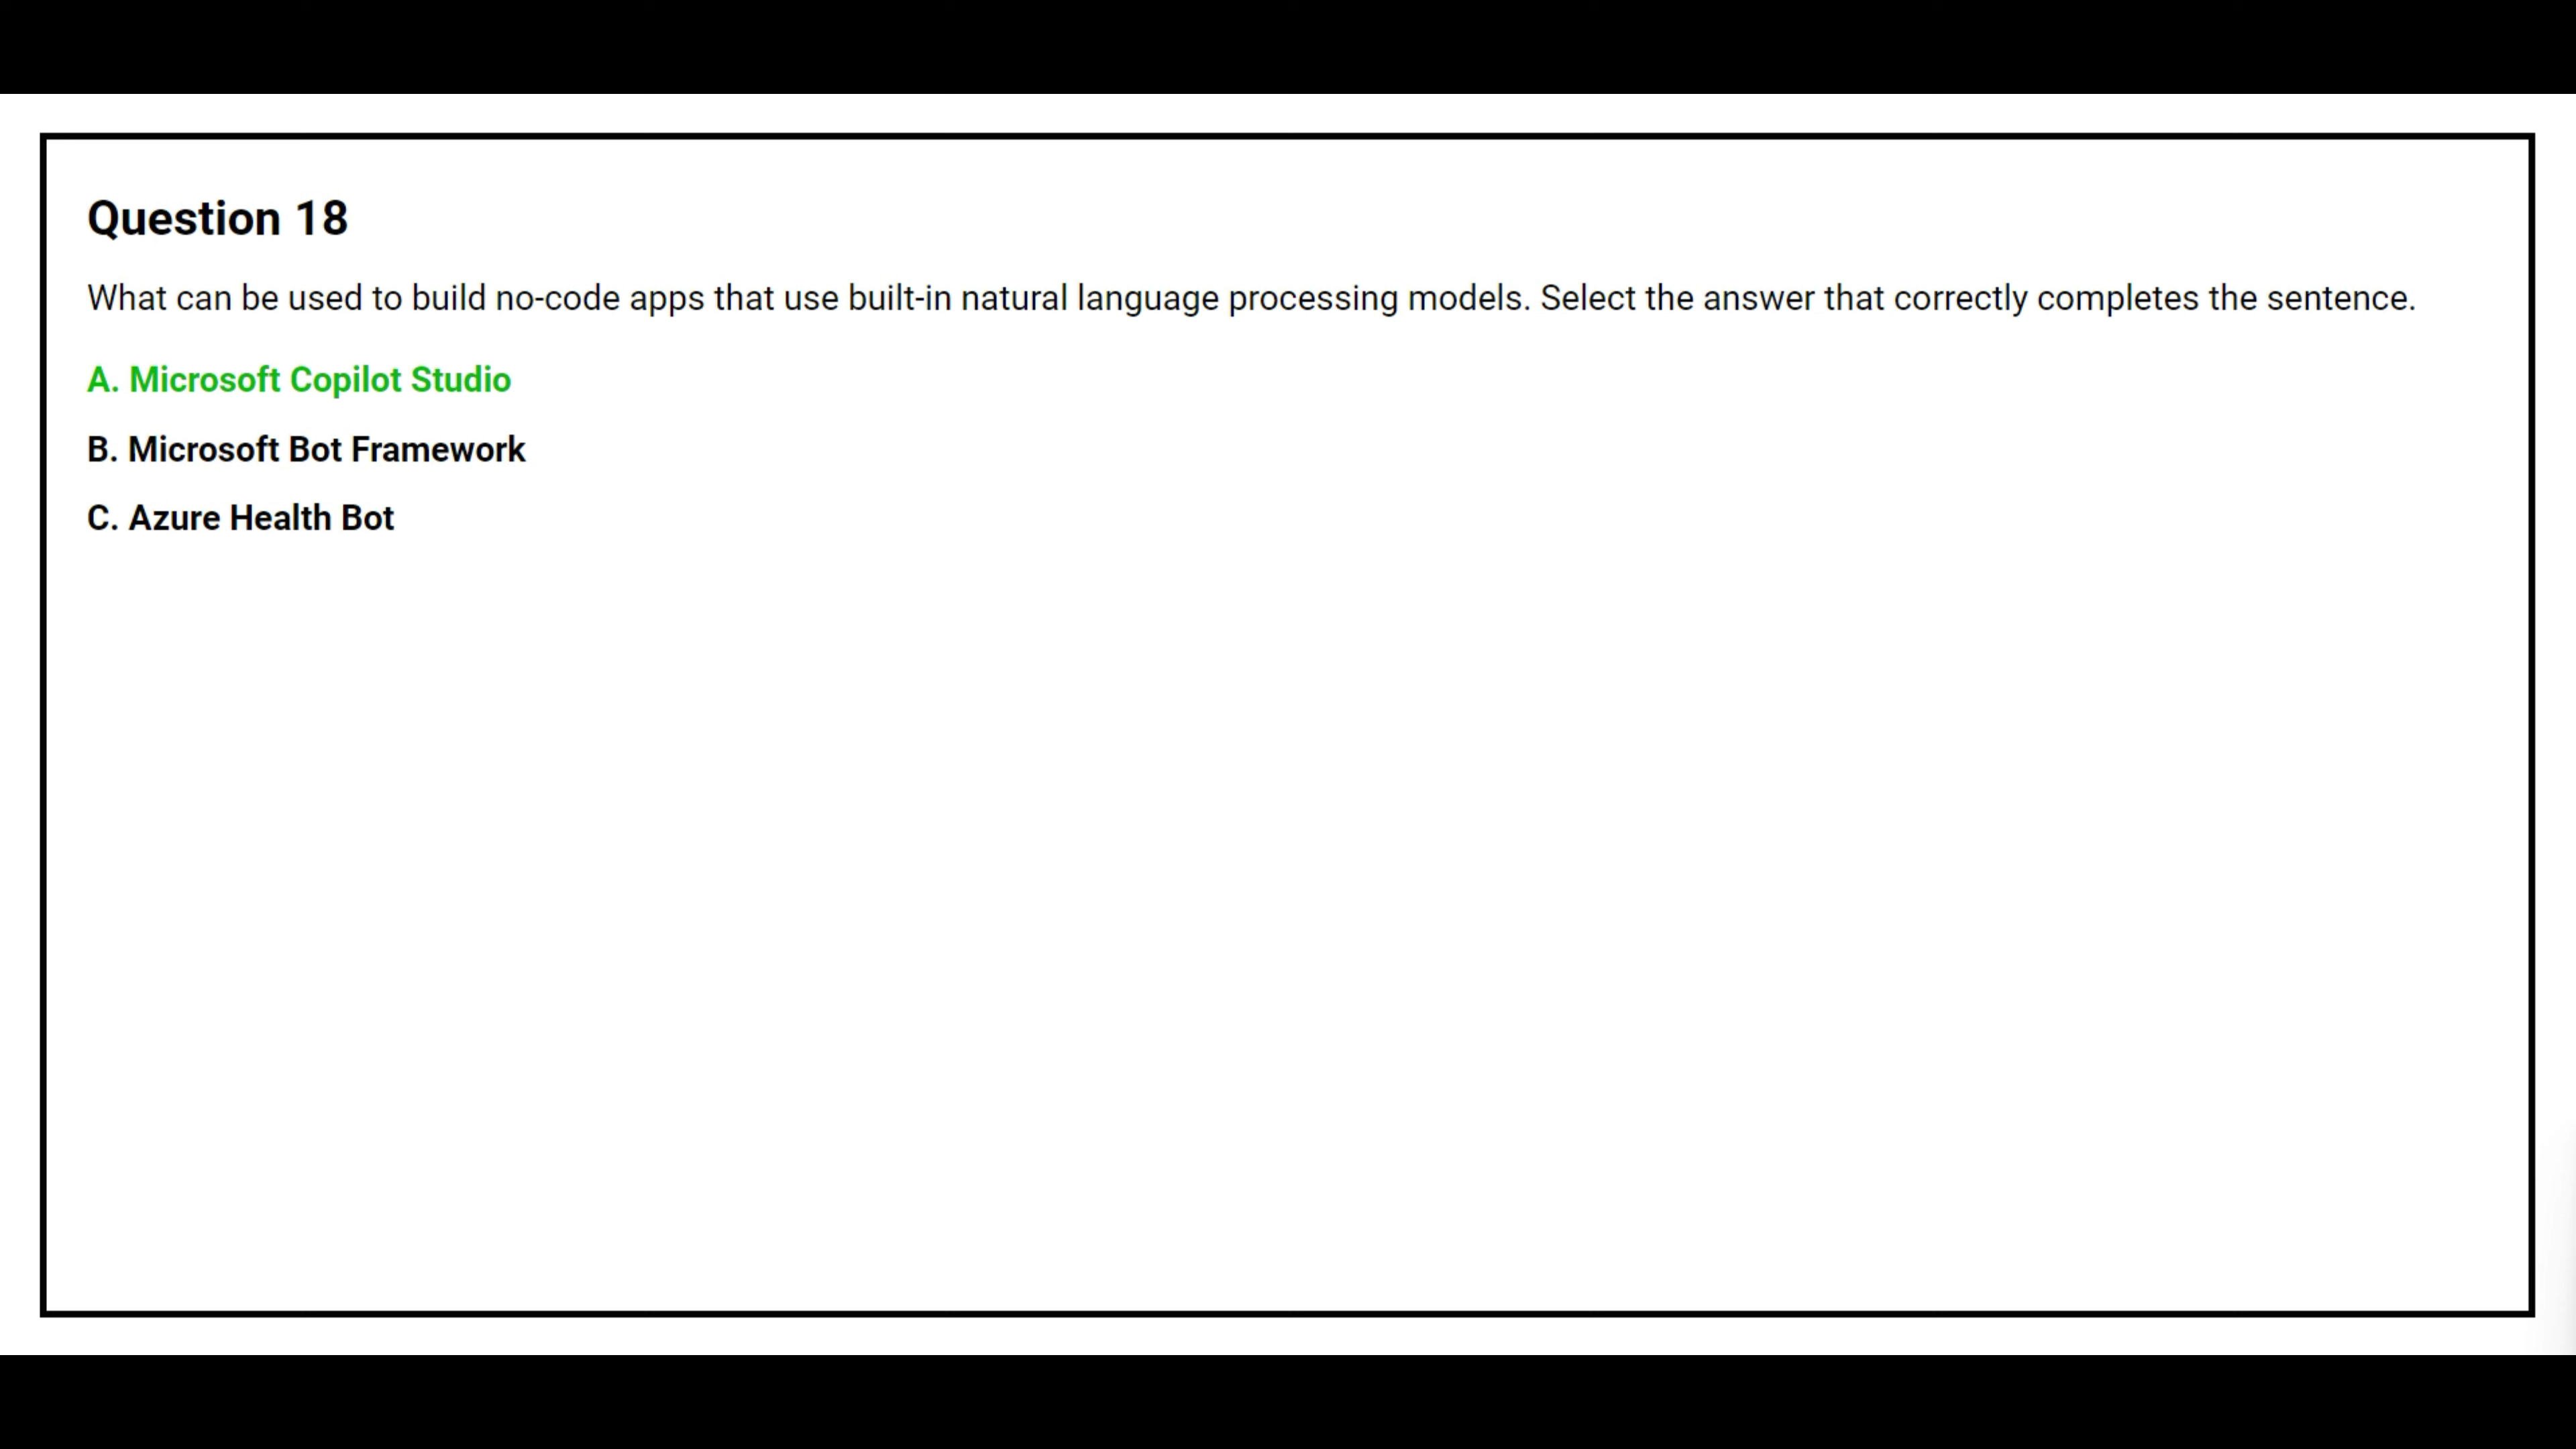 Question 18
What can be used to build no-code apps that use built-in natural language processing models. Select the answer that correctly completes the sentence.
A. Microsoft Copilot Studio
B. Microsoft Bot Framework
C. Azure Health Bot